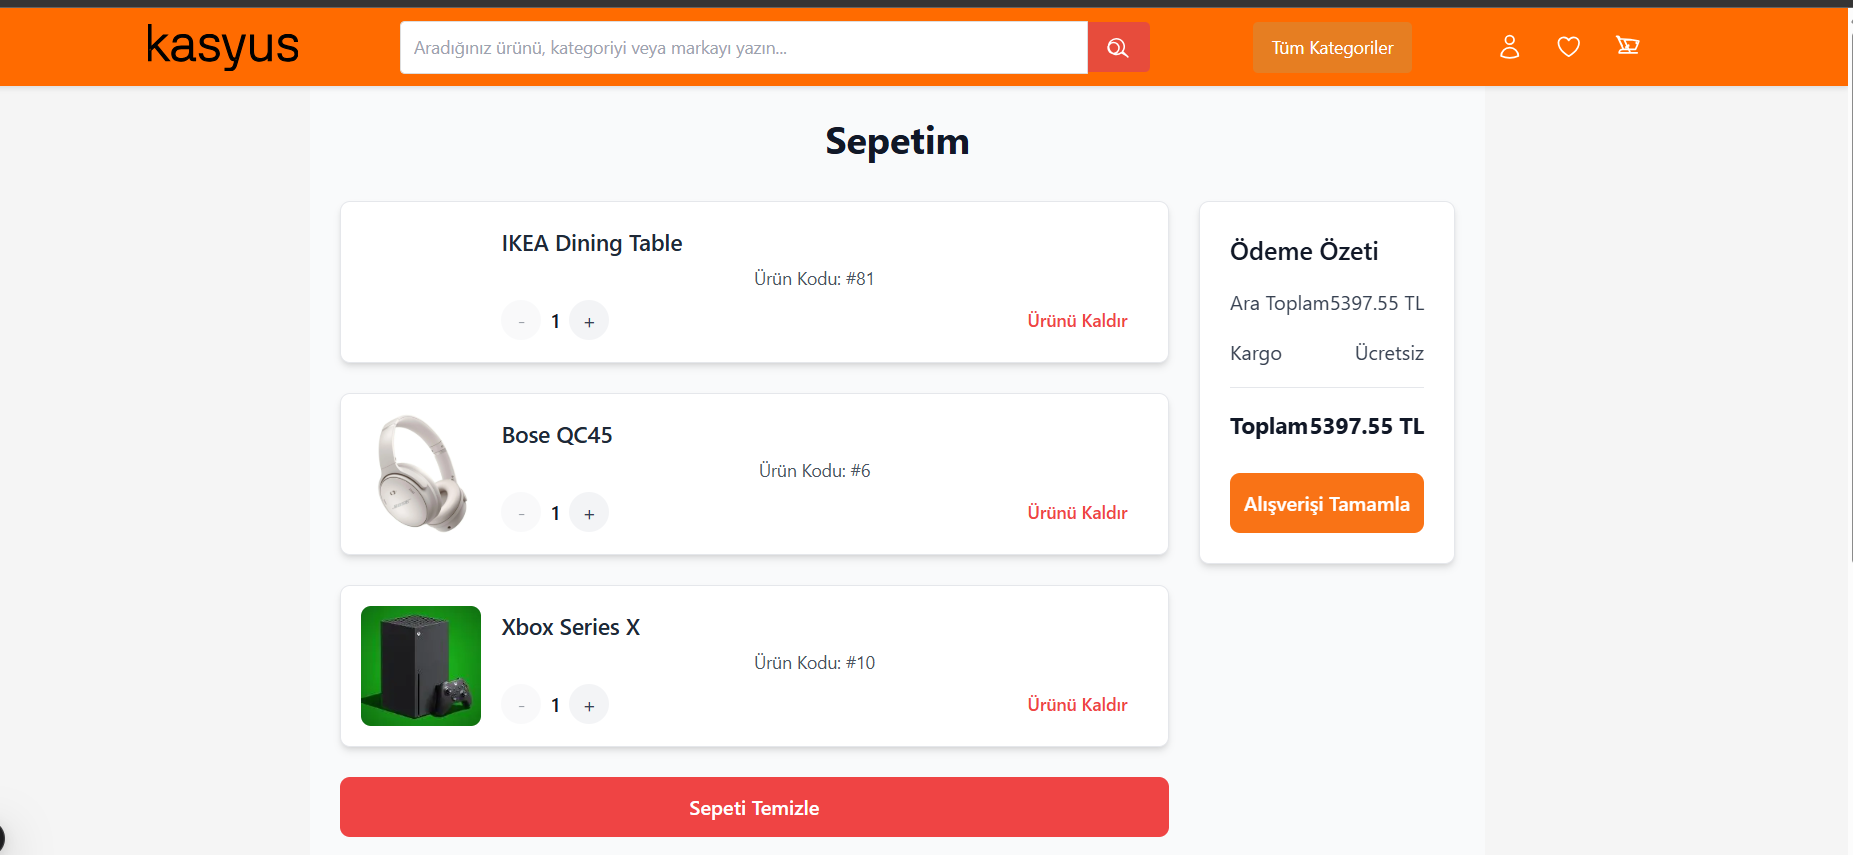 kasyus
Aradığınız ürünü, kategoriyi veya markayı yazın...
Tüm Kategoriler
Sepetim
IKEA Dining Table
Ürün Kodu: #81
- 1 +
Ürünü Kaldır
Bose QC45
Ürün Kodu: #6
- 1 +
Ürünü Kaldır
Xbox Series X
Ürün Kodu: #10
- 1 +
Ürünü Kaldır
Sepeti Temizle
Ödeme Özeti
Ara Toplam5397.55 TL
Kargo Ücretsiz
Toplam5397.55 TL
Alışverişi Tamamla